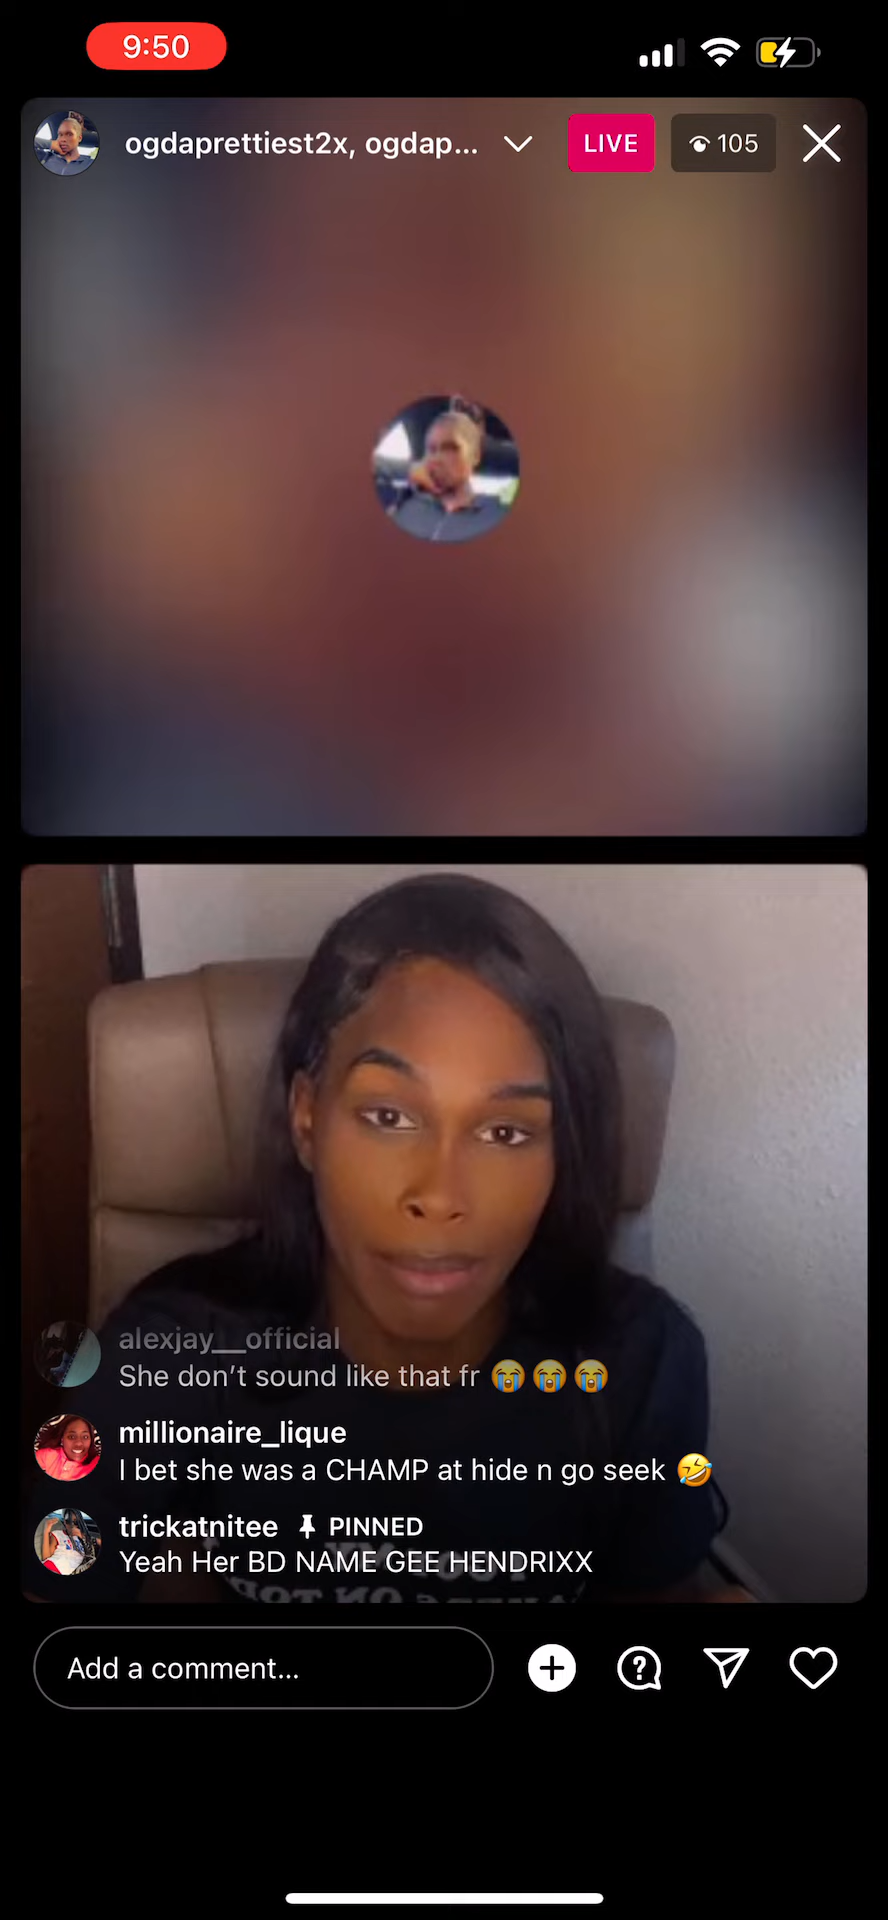 9:50
ogdaprettiest2x, ogdap...
LIVE
105
alexjay__official
She don't sound like that fr 😭😭😭
millionaire_lique
I bet she was a CHAMP at hide n go seek 🤣
trickatnitee PINNED
Yeah Her BD NAME GEE HENDRIXX
Add a comment...